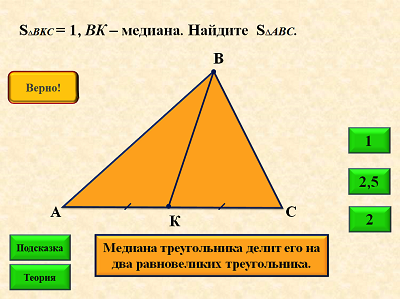 S∆BKC = 1, ВК – медиана. Найдите S∆ABC.
B
Верно!
1
2,5
2
А
К
С
Подсказка
Теория
Медиана треугольника делит его на
два равновеликих треугольника.